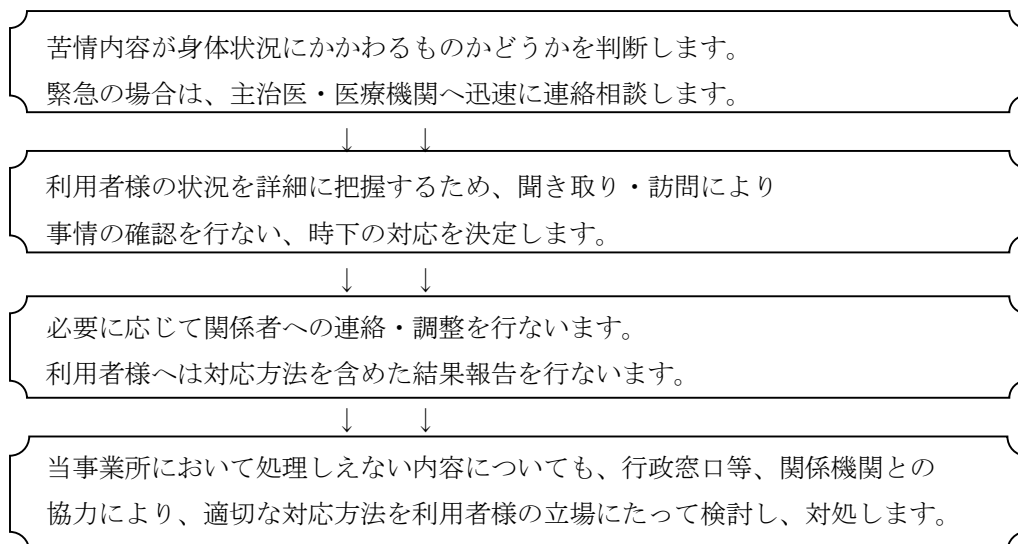 苦情内容が身体状況にかかわるものかどうかを判断します。
緊急の場合は、主治医・医療機関へ迅速に連絡相談します。
↓ ↓
利用者様の状況を詳細に把握するため、聞き取り・訪問により
事情の確認を行ない、時下の対応を決定します。
↓ ↓
必要に応じて関係者への連絡・調整を行ないます。
利用者様へは対応方法を含めた結果報告を行ないます。
↓ ↓
当事業所において処理しえない内容についても、行政窓口等、関係機関との
協力により、適切な対応方法を利用者様の立場にたって検討し、対処します。